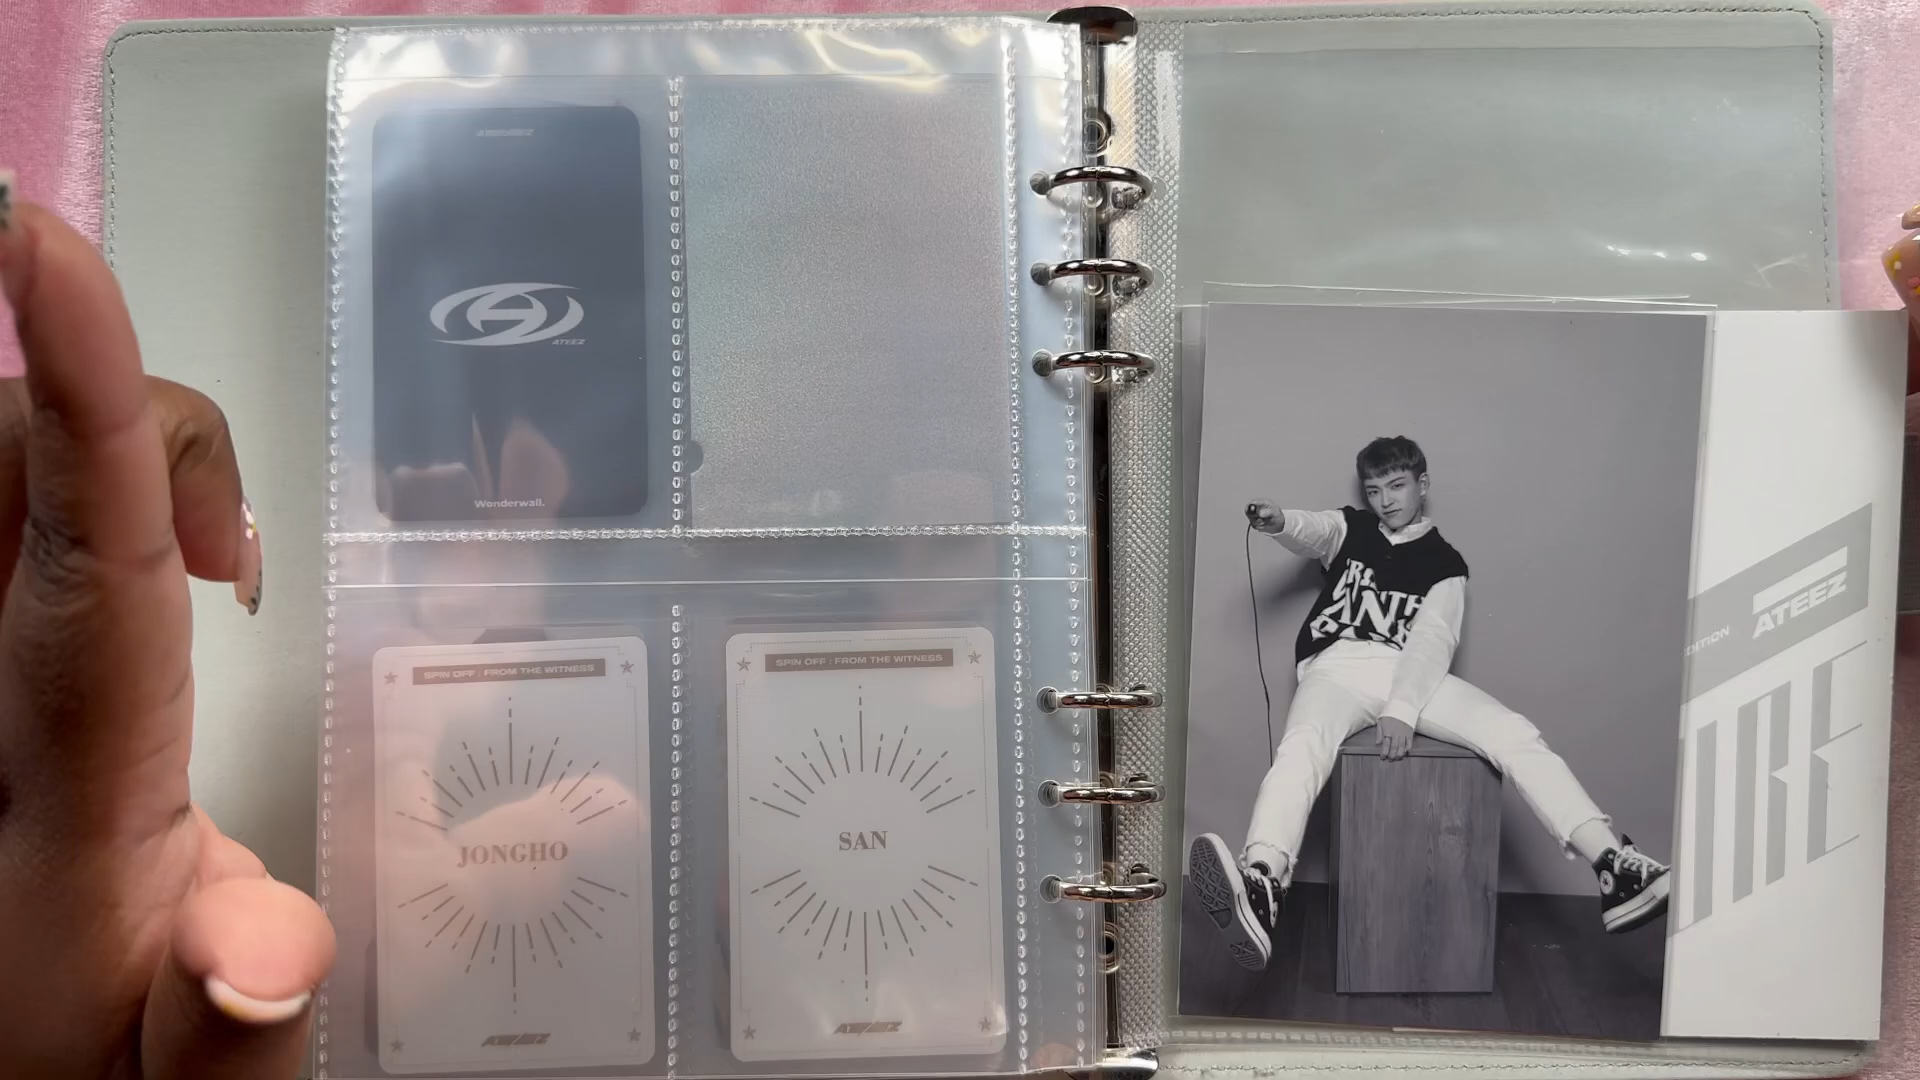 ATEEZ
ATEEZ
Wonderwall.
SPIN OFF : FROM THE WITNESS
JONGHO
ATEEZ
SPIN OFF : FROM THE WITNESS
SAN
ATEEZ
EDITION
ATEEZ